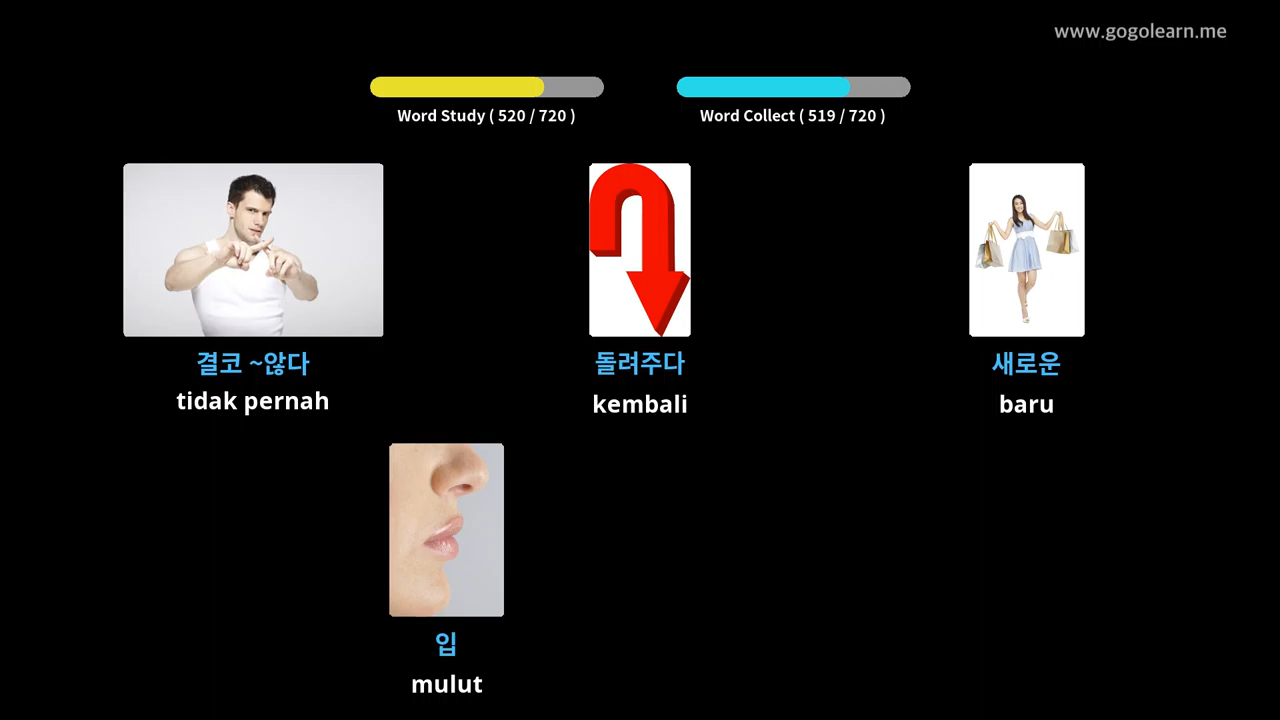 www.gogolearn.me
Word Study ( 520 / 720 )
Word Collect ( 519 / 720 )
결코 ~않다
tidak pernah
돌려주다
kembali
새로운
baru
입
mulut